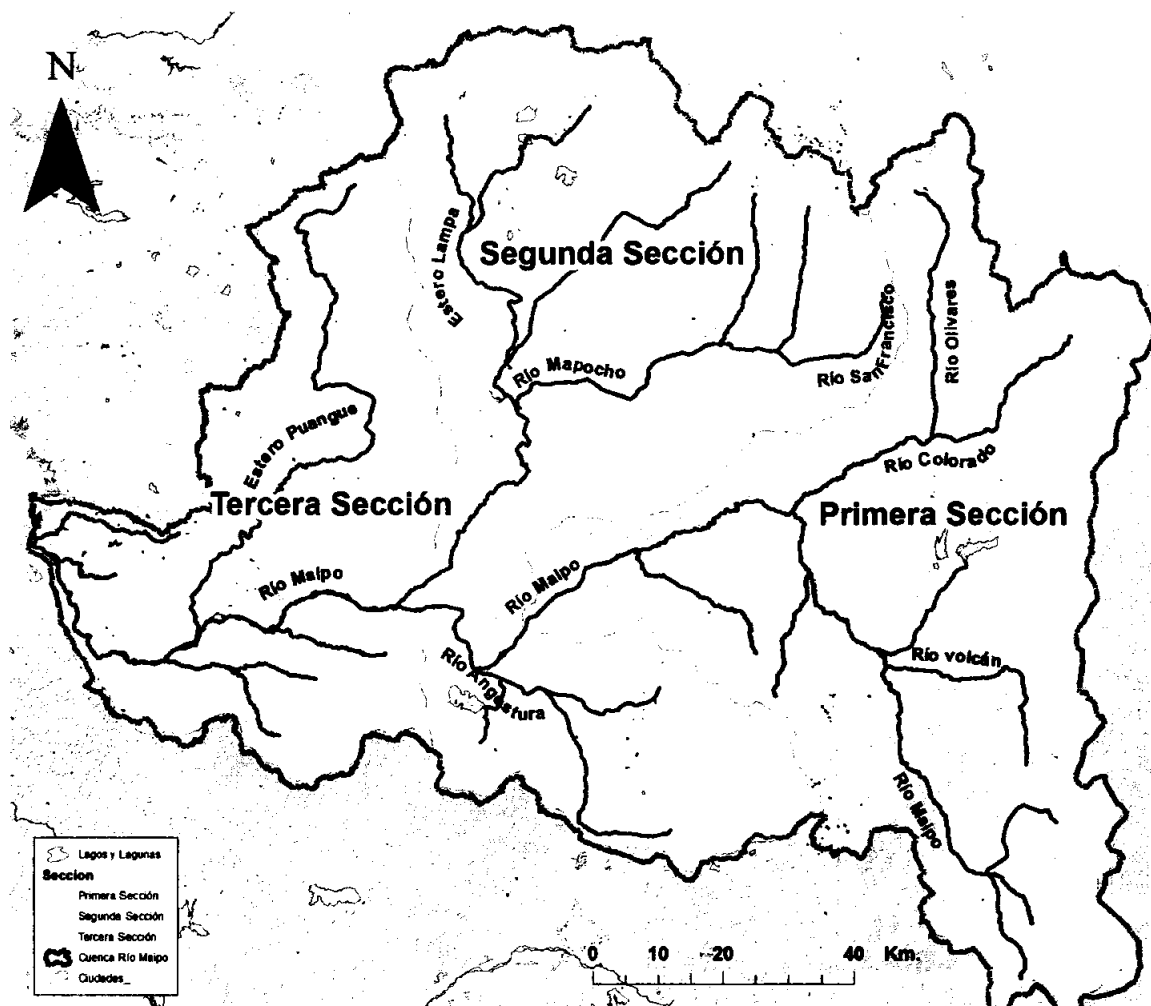 N
Estero Lampa
Segunda Sección
Río Mapocho
Río SanFrancisco
Río Olivares
Estero Puangue
Río Colorado
Tercera Sección
Primera Sección
Río Maipo
Río Maipo
Río Angostura
Río volcán
Río Maipo
Lagos y Lagunas
Seccion
Primera Sección
Segunda Sección
Tercera Sección
Cuenca Río Maipo
Ciudades_
0 10 20 40 Km.